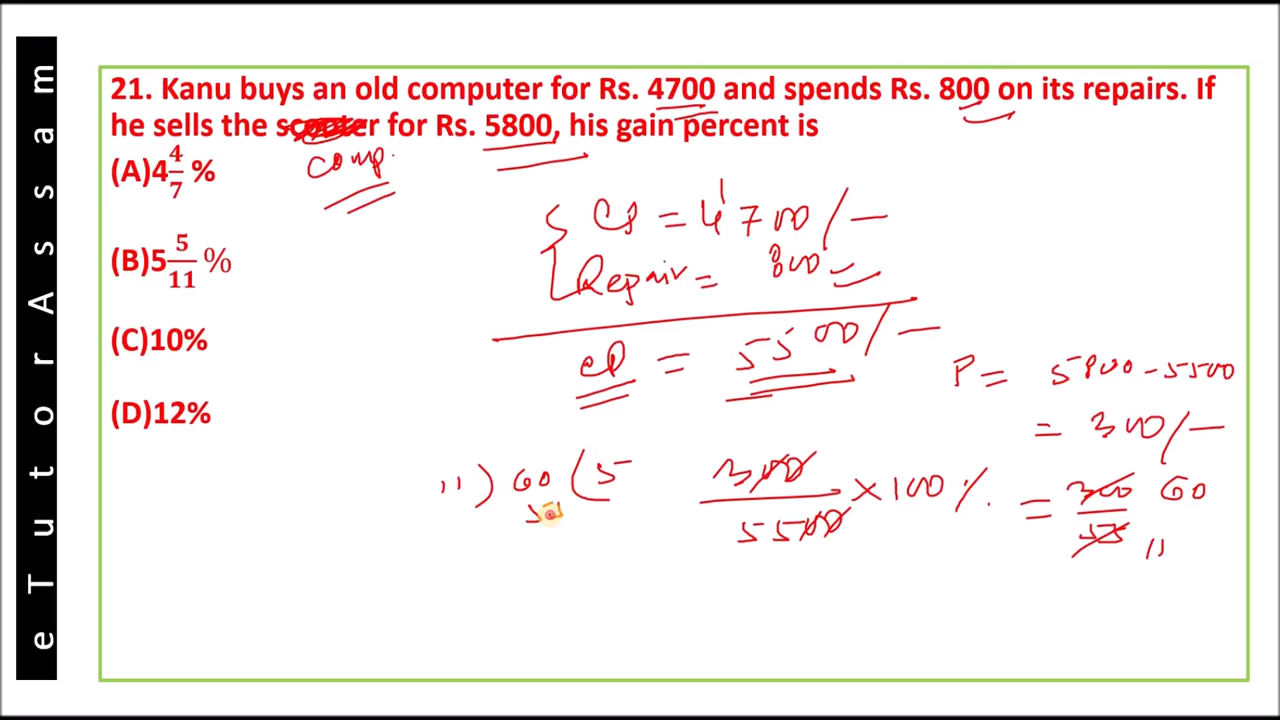 eTutorAssam
21. Kanu buys an old computer for Rs. 4700 and spends Rs. 800 on its repairs. If
he sells the scooter for Rs. 5800, his gain percent is
comp.
(A)4 4/7 %
(B)5 5/11 %
(C)10%
(D)12%
CP = 4700/-
Repair = 800
CP = 5500/-
P = 5800-5500
= 300/-
11) 60 (5
300/5500 × 100 % = 300/55 60/11